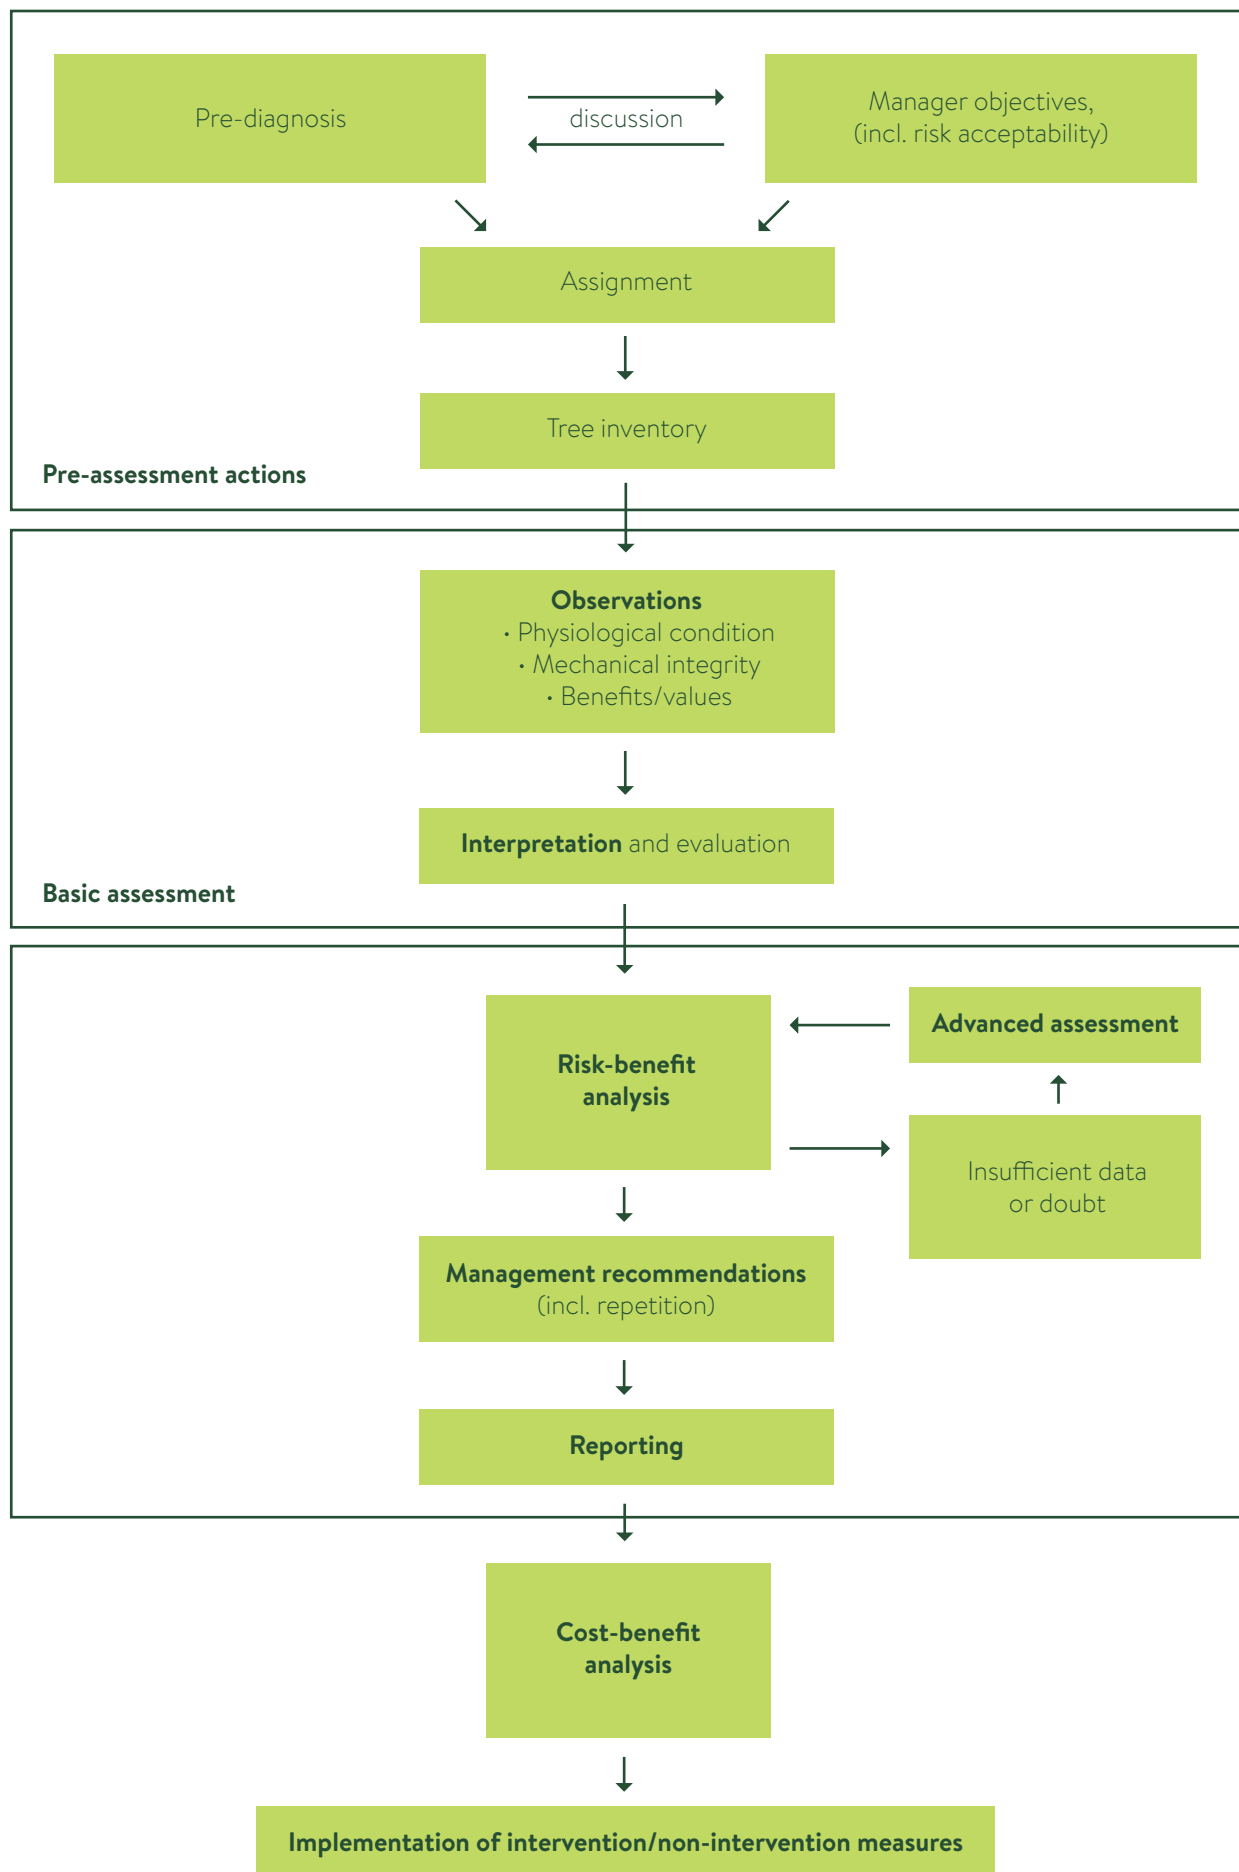 Pre-diagnosis
discussion
Manager objectives,
(incl. risk acceptability)
Assignment
Tree inventory
Pre-assessment actions
Observations
· Physiological condition
· Mechanical integrity
· Benefits/values
Interpretation and evaluation
Basic assessment
Risk-benefit
analysis
Advanced assessment
Insufficient data
or doubt
Management recommendations
(incl. repetition)
Reporting
Cost-benefit
analysis
Implementation of intervention/non-intervention measures